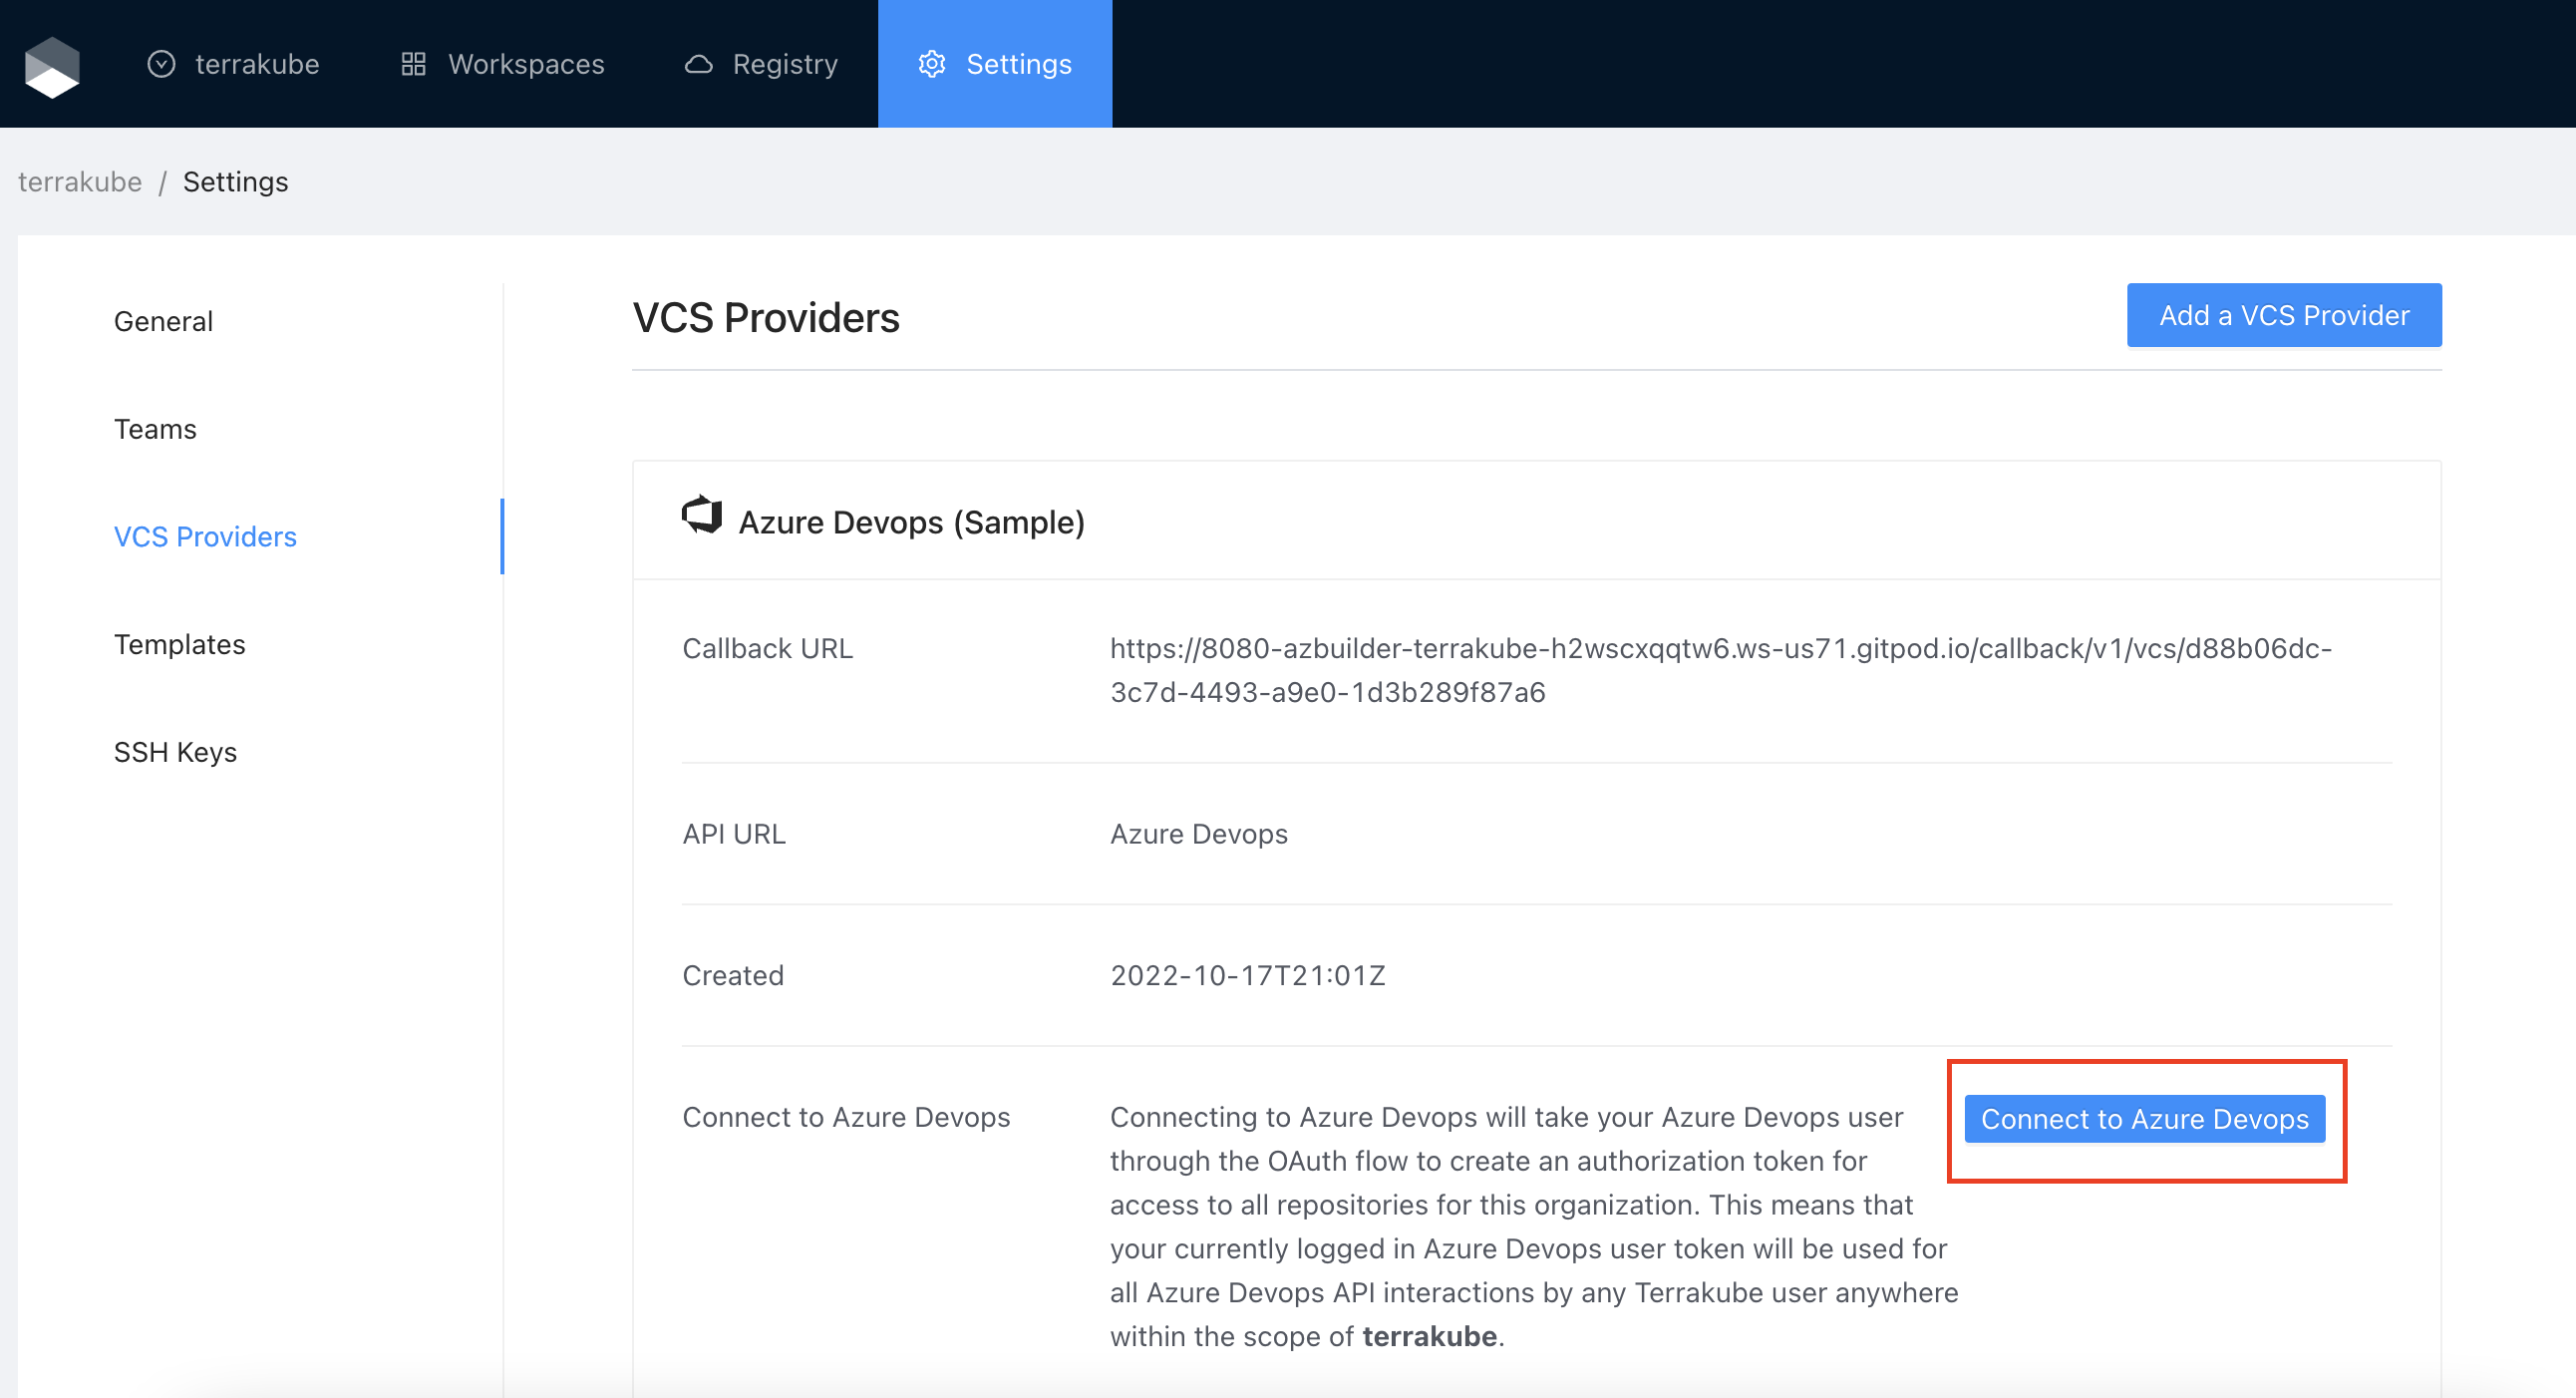 terrakube
Workspaces
Registry
Settings
terrakube / Settings
General
Teams
VCS Providers
Templates
SSH Keys
VCS Providers
Add a VCS Provider
Azure Devops (Sample)
Callback URL
https://8080-azbuilder-terrakube-h2wscxqqtw6.ws-us71.gitpod.io/callback/v1/vcs/d88b06dc-
3c7d-4493-a9e0-1d3b289f87a6
API URL
Azure Devops
Created
2022-10-17T21:01Z
Connect to Azure Devops
Connecting to Azure Devops will take your Azure Devops user
through the OAuth flow to create an authorization token for
access to all repositories for this organization. This means that
your currently logged in Azure Devops user token will be used for
all Azure Devops API interactions by any Terrakube user anywhere
within the scope of terrakube.
Connect to Azure Devops